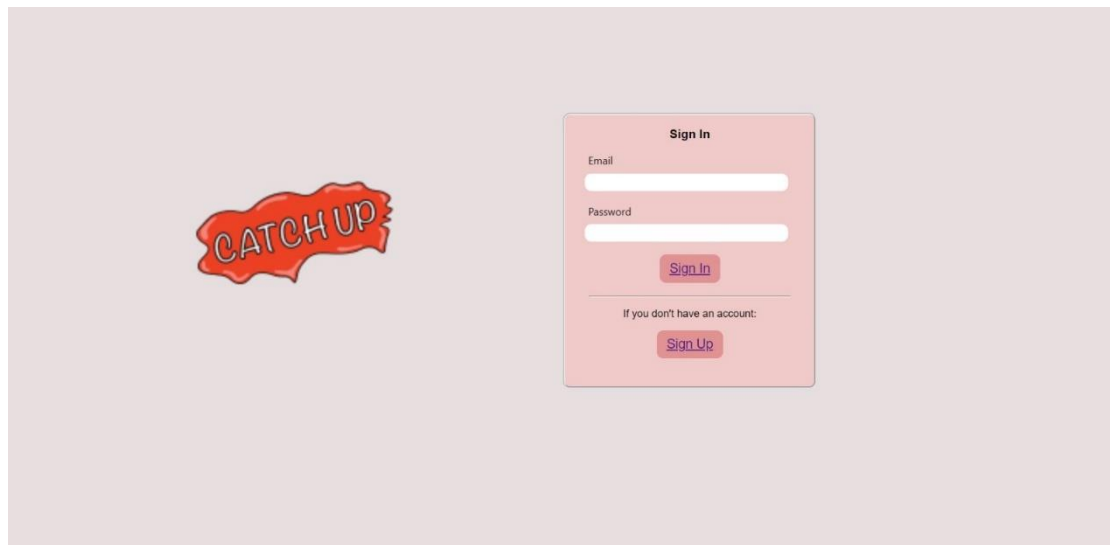 CATCH UP
Sign In
Email
Password
Sign In
If you don't have an account:
Sign Up